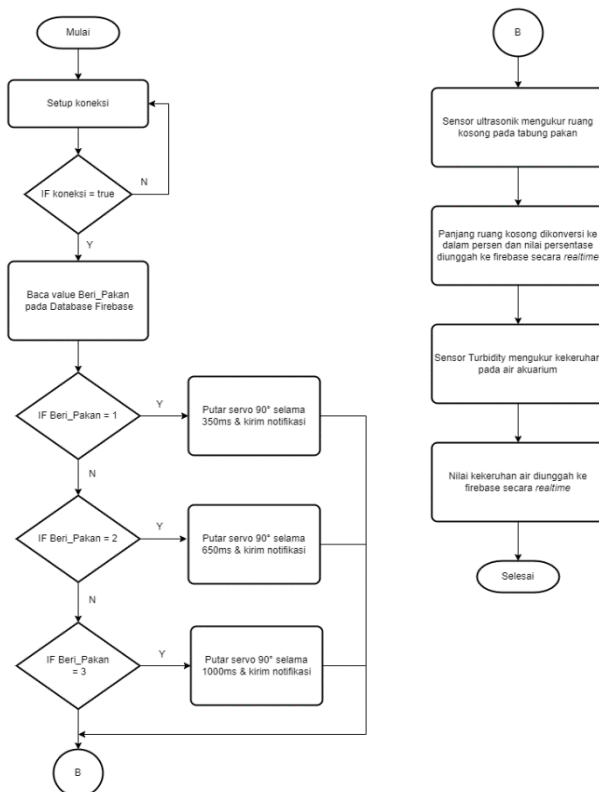 Mulai
Setup koneksi
IF koneksi = true
N
Y
Baca value Beri_Pakan
pada Database Firebase
IF Beri_Pakan = 1
Y
Putar servo 90° selama
350ms & kirim notifikasi
N
IF Beri_Pakan = 2
Y
Putar servo 90° selama
650ms & kirim notifikasi
N
IF Beri_Pakan
= 3
Y
Putar servo 90° selama
1000ms & kirim notifikasi
B
B
Sensor ultrasonik mengukur ruang
kosong pada tabung pakan
Panjang ruang kosong dikonversi ke
dalam persen dan nilai persentase
diunggah ke firebase secara realtime
Sensor Turbidity mengukur kekeruhan
pada air akuarium
Nilai kekeruhan air diunggah ke
firebase secara realtime
Selesai